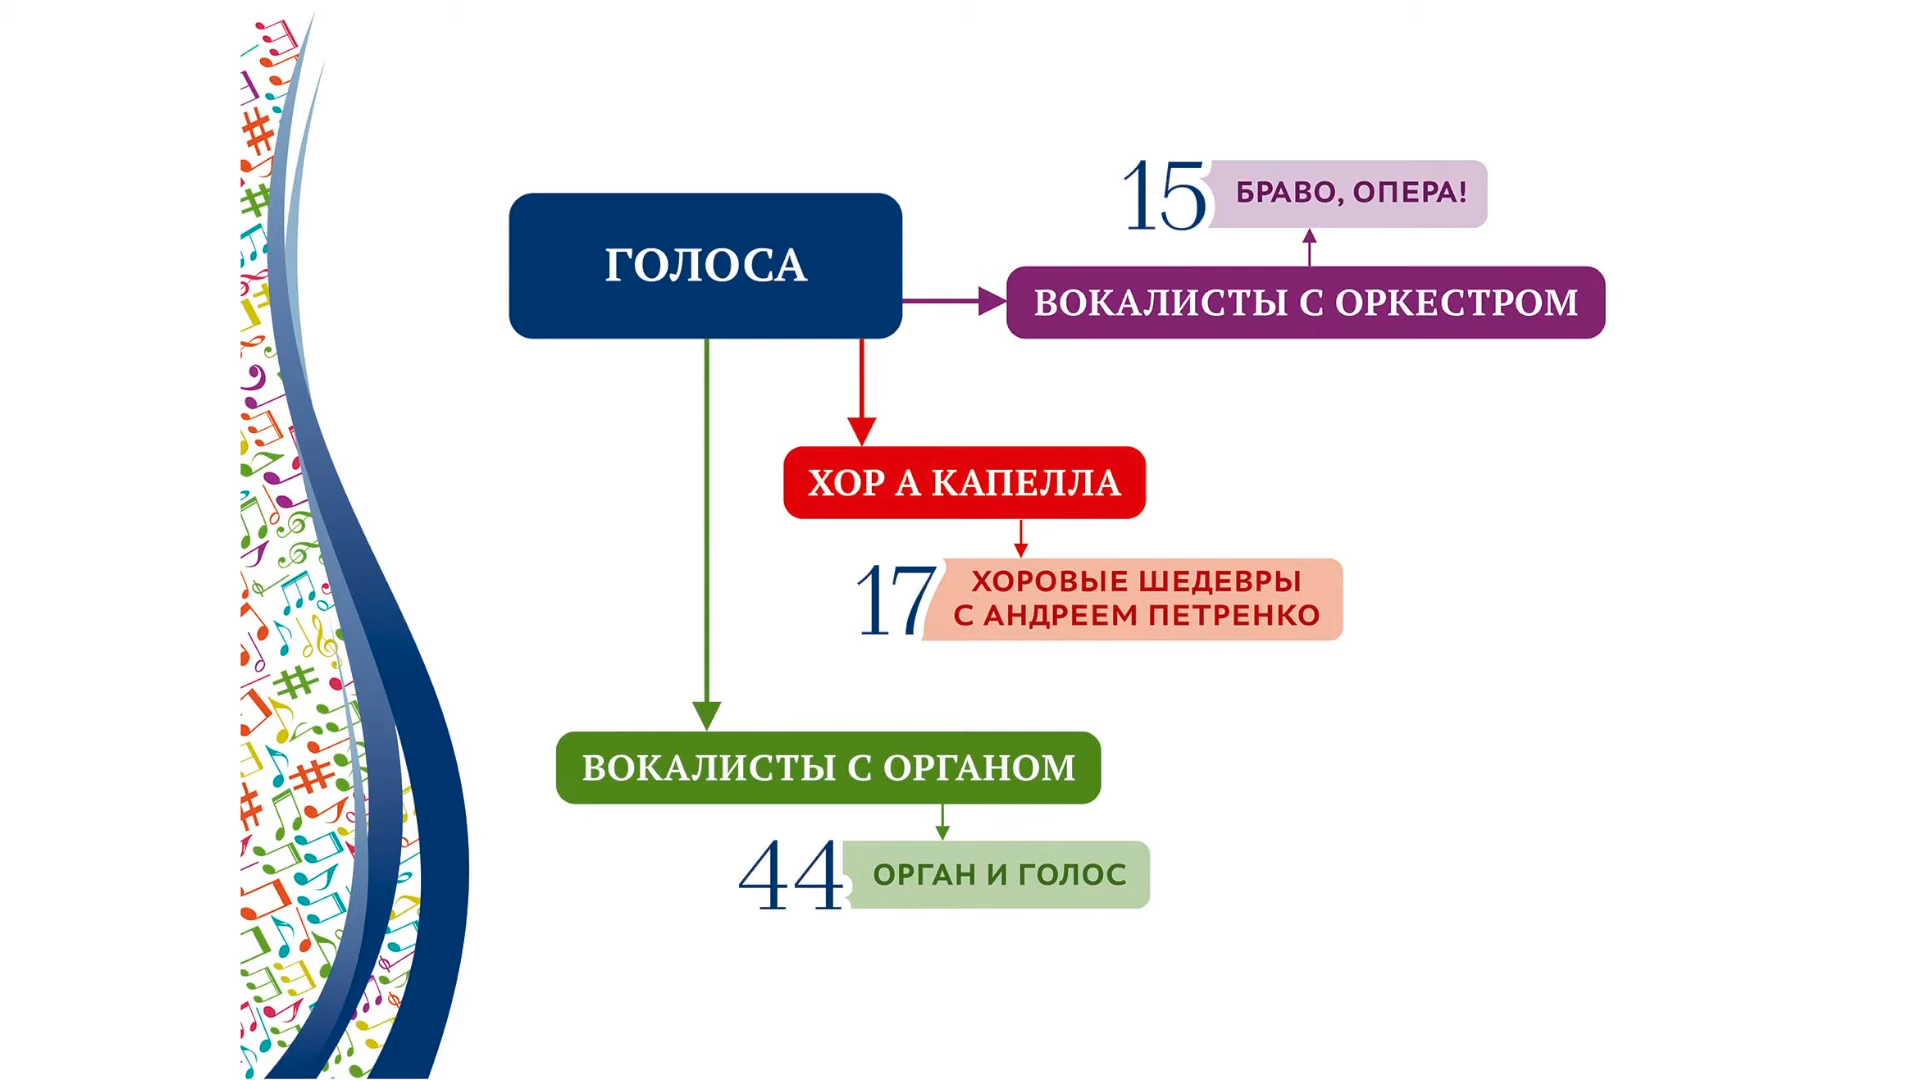 ГОЛОСА
15 БРАВО, ОПЕРА!
ВОКАЛИСТЫ С ОРКЕСТРОМ
ХОР А КАПЕЛЛА
17 ХОРОВЫЕ ШЕДЕВРЫ
С АНДРЕЕМ ПЕТРЕНКО
ВОКАЛИСТЫ С ОРГАНОМ
44 ОРГАН И ГОЛОС